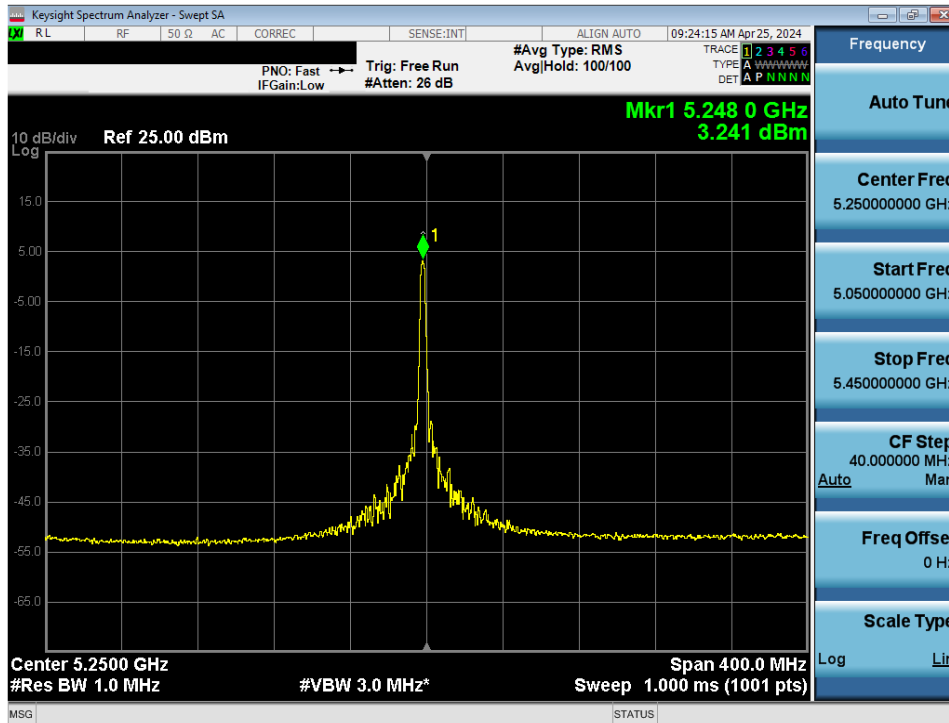 Keysight Spectrum Analyzer - Swept SA
LXI RL RF 50 Ω AC CORREC SENSE:INT ALIGN AUTO 09:24:15 AM Apr 25, 2024
PNO: Fast
IFGain:Low
Trig: Free Run
#Atten: 26 dB
#Avg Type: RMS
Avg|Hold: 100/100
TRACE 1 2 3 4 5 6
TYPE A WWWWW
DET A P N N N N
Mkr1 5.248 0 GHz
3.241 dBm
10 dB/div Ref 25.00 dBm
Log
1
15.0
5.00
-5.00
-15.0
-25.0
-35.0
-45.0
-55.0
-65.0
Center 5.2500 GHz Span 400.0 MHz
#Res BW 1.0 MHz #VBW 3.0 MHz* Sweep 1.000 ms (1001 pts)
MSG STATUS
Frequency
Auto Tune
Center Freq
5.250000000 GHz
Start Freq
5.050000000 GHz
Stop Freq
5.450000000 GHz
CF Step
40.000000 MHz
Auto Man
Freq Offset
0 Hz
Scale Type
Log Lin